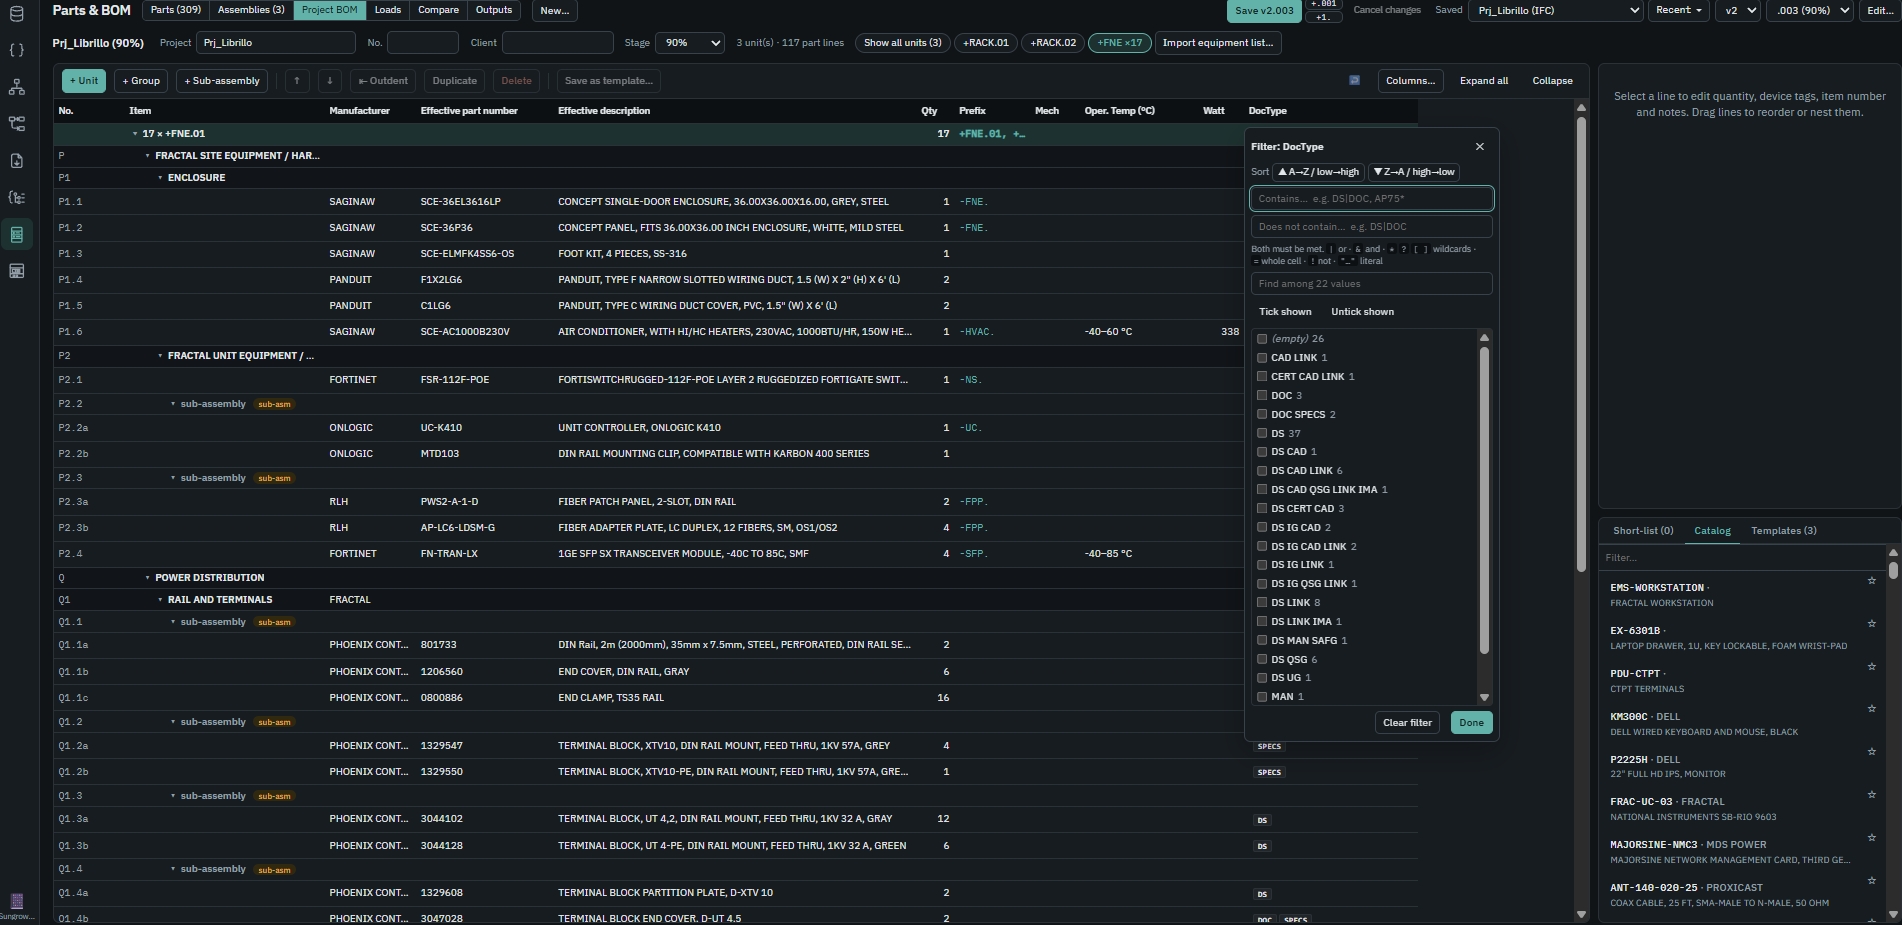 Parts & BOM Parts (309) Assemblies (3) Project BOM Loads Compare Outputs New... Save v2.003 +.001 +1. Cancel changes Saved Prj_Librillo (IFC) Recent v2 .003 (90%) Edit...
Prj_Librillo (90%) Project Prj_Librillo No. Client Stage 90% 3 unit(s) · 117 part lines Show all units (3) +RACK.01 +RACK.02 +FNE ×17 Import equipment list...
+ Unit + Group + Sub-assembly ↑ ↓ ⇤ Outdent Duplicate Delete Save as template... Columns... Expand all Collapse
No. Item Manufacturer Effective part number Effective description Qty Prefix Mech Oper. Temp (°C) Watt DocType
17 × +FNE.01 17 +FNE.01, +…
P FRACTAL SITE EQUIPMENT / HAR…
P1 ENCLOSURE
P1.1 SAGINAW SCE-36EL3616LP CONCEPT SINGLE-DOOR ENCLOSURE, 36.00X36.00X16.00, GREY, STEEL 1 -FNE.
P1.2 SAGINAW SCE-36P36 CONCEPT PANEL, FITS 36.00X36.00 INCH ENCLOSURE, WHITE, MILD STEEL 1 -FNE.
P1.3 SAGINAW SCE-ELMFK4SS6-OS FOOT KIT, 4 PIECES, SS-316 1
P1.4 PANDUIT F1X2LG6 PANDUIT, TYPE F NARROW SLOTTED WIRING DUCT, 1.5 (W) X 2" (H) X 6' (L) 2
P1.5 PANDUIT C1LG6 PANDUIT, TYPE C WIRING DUCT COVER, PVC, 1.5" (W) X 6' (L) 2
P1.6 SAGINAW SCE-AC1000B230V AIR CONDITIONER, WITH HI/HC HEATERS, 230VAC, 1000BTU/HR, 150W HE… 1 -HVAC. -40–60 °C 338
P2 FRACTAL UNIT EQUIPMENT / …
P2.1 FORTINET FSR-112F-POE FORTISWITCHRUGGED-112F-POE LAYER 2 RUGGEDIZED FORTIGATE SWIT… 1 -NS.
P2.2 sub-assembly sub-asm
P2.2a ONLOGIC UC-K410 UNIT CONTROLLER, ONLOGIC K410 1 -UC.
P2.2b ONLOGIC MTD103 DIN RAIL MOUNTING CLIP, COMPATIBLE WITH KARBON 400 SERIES 1
P2.3 sub-assembly sub-asm
P2.3a RLH PWS2-A-1-D FIBER PATCH PANEL, 2-SLOT, DIN RAIL 2 -FPP.
P2.3b RLH AP-LC6-LDSM-G FIBER ADAPTER PLATE, LC DUPLEX, 12 FIBERS, SM, OS1/OS2 4 -FPP.
P2.4 FORTINET FN-TRAN-LX 1GE SFP SX TRANSCEIVER MODULE, -40C TO 85C, SMF 4 -SFP. -40–85 °C
Q POWER DISTRIBUTION
Q1 RAIL AND TERMINALS FRACTAL
Q1.1 sub-assembly sub-asm
Q1.1a PHOENIX CONT… 801733 DIN Rail, 2m (2000mm), 35mm x 7.5mm, STEEL, PERFORATED, DIN RAIL SE… 2
Q1.1b PHOENIX CONT… 1206560 END COVER, DIN RAIL, GRAY 6
Q1.1c PHOENIX CONT… 0800886 END CLAMP, TS35 RAIL 16
Q1.2 sub-assembly sub-asm
Q1.2a PHOENIX CONT… 1329547 TERMINAL BLOCK, XTV10, DIN RAIL MOUNT, FEED THRU, 1KV 57A, GREY 4 SPECS
Q1.2b PHOENIX CONT… 1329550 TERMINAL BLOCK, XTV10-PE, DIN RAIL MOUNT, FEED THRU, 1KV 57A, GRE… 1 SPECS
Q1.3 sub-assembly sub-asm
Q1.3a PHOENIX CONT… 3044102 TERMINAL BLOCK, UT 4,2, DIN RAIL MOUNT, FEED THRU, 1KV 32 A, GRAY 12 DS
Q1.3b PHOENIX CONT… 3044128 TERMINAL BLOCK, UT 4-PE, DIN RAIL MOUNT, FEED THRU, 1KV 32 A, GREEN 6 DS
Q1.4 sub-assembly sub-asm
Q1.4a PHOENIX CONT… 1329608 TERMINAL BLOCK PARTITION PLATE, D-XTV 10 2 DS
Q1.4b PHOENIX CONT… 3047028 TERMINAL BLOCK END COVER, D-UT 4.5 2 DOC SPECS
Filter: DocType ×
Sort ▲ A→Z / low→high ▼ Z→A / high→low
Contains… e.g. DS|DOC, AP75*
Does not contain… e.g. DS|DOC
Both must be met. | or · & and · * ? [ ] wildcards ·
= whole cell · ! not · "…" literal
Find among 22 values
Tick shown Untick shown
(empty) 26
CAD LINK 1
CERT CAD LINK 1
DOC 3
DOC SPECS 2
DS 37
DS CAD 1
DS CAD LINK 6
DS CAD QSG LINK IMA 1
DS CERT CAD 3
DS IG CAD 2
DS IG CAD LINK 2
DS IG LINK 1
DS IG QSG LINK 1
DS LINK 8
DS LINK IMA 1
DS MAN SAFG 1
DS QSG 6
DS UG 1
MAN 1
Clear filter Done
Select a line to edit quantity, device tags, item number
and notes. Drag lines to reorder or nest them.
Short-list (0) Catalog Templates (3)
Filter...
EMS-WORKSTATION ·
FRACTAL WORKSTATION
EX-6301B ·
LAPTOP DRAWER, 1U, KEY LOCKABLE, FOAM WRIST-PAD
PDU-CTPT ·
CTPT TERMINALS
KM300C · DELL
DELL WIRED KEYBOARD AND MOUSE, BLACK
P2225H · DELL
22" FULL HD IPS, MONITOR
FRAC-UC-03 · FRACTAL
NATIONAL INSTRUMENTS SB-RIO 9603
MAJORSINE-NMC3 · MDS POWER
MAJORSINE NETWORK MANAGEMENT CARD, THIRD GE…
ANT-140-020-25 · PROXICAST
COAX CABLE, 25 FT, SMA-MALE TO N-MALE, 50 OHM
Sungrow...